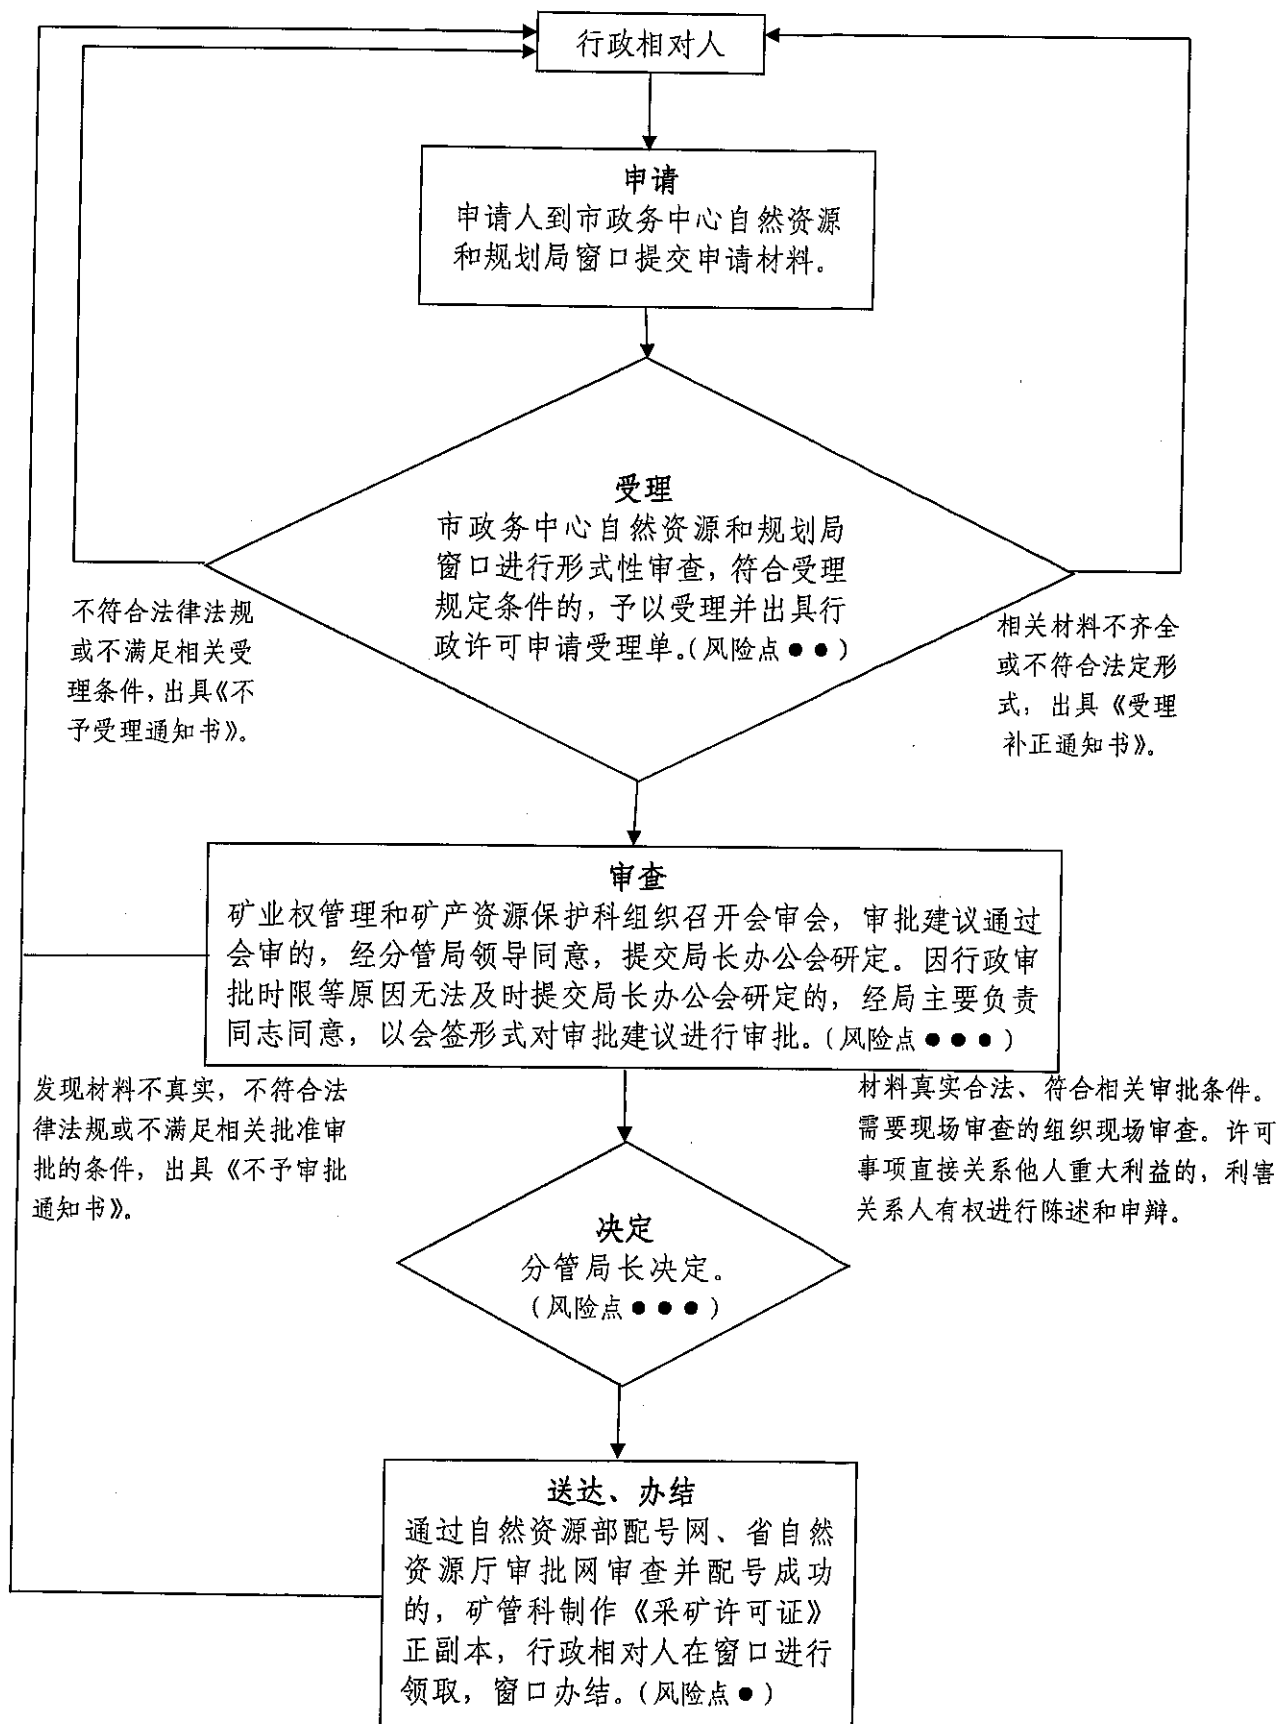 行政相对人
申请
申请人到市政务中心自然资源
和规划局窗口提交申请材料。
受理
市政务中心自然资源和规划局
窗口进行形式性审查，符合受理
规定条件的，予以受理并出具行
政许可申请受理单。(风险点●●)
不符合法律法规
或不满足相关受
理条件，出具《不
予受理通知书》。
相关材料不齐全
或不符合法定形
式，出具《受理
补正通知书》。
审查
矿业权管理和矿产资源保护科组织召开会审会，审批建议通过
会审的，经分管局领导同意，提交局长办公会研定。因行政审
批时限等原因无法及时提交局长办公会研定的，经局主要负责
同志同意，以会签形式对审批建议进行审批。(风险点●●●)
发现材料不真实，不符合法
律法规或不满足相关批准审
批的条件，出具《不予审批
通知书》。
材料真实合法、符合相关审批条件。
需要现场审查的组织现场审查。许可
事项直接关系他人重大利益的，利害
关系人有权进行陈述和申辩。
决定
分管局长决定。
(风险点●●●)
送达、办结
通过自然资源部配号网、省自然
资源厅审批网审查并配号成功
的，矿管科制作《采矿许可证》
正副本，行政相对人在窗口进行
领取，窗口办结。(风险点●)